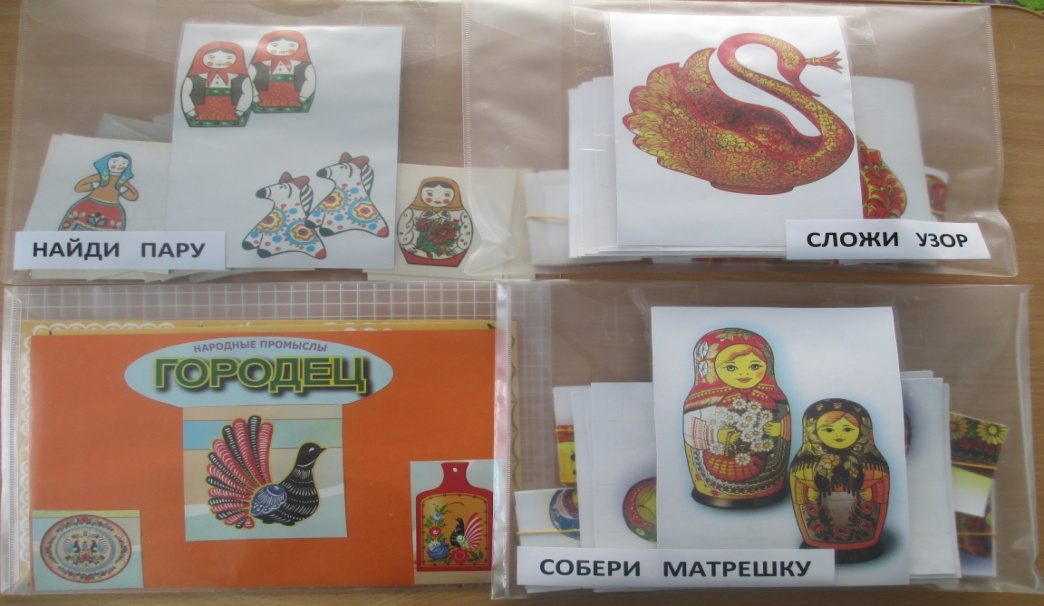 НАЙДИ ПАРУ
СЛОЖИ УЗОР
НАРОДНЫЕ ПРОМЫСЛЫ
ГОРОДЕЦ
СОБЕРИ МАТРЕШКУ